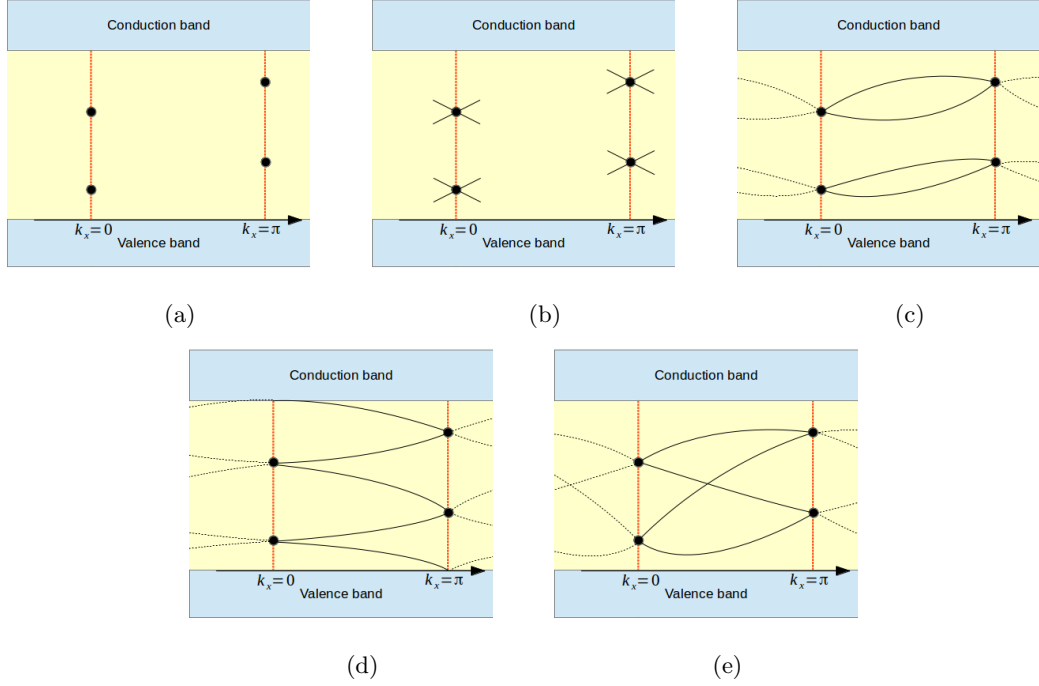 Conduction band
k_x=0
k_x=π
Valence band
(a)
Conduction band
k_x=0
k_x=π
Valence band
(b)
Conduction band
k_x=0
k_x=π
Valence band
(c)
Conduction band
k_x=0
k_x=π
Valence band
(d)
Conduction band
k_x=0
k_x=π
Valence band
(e)